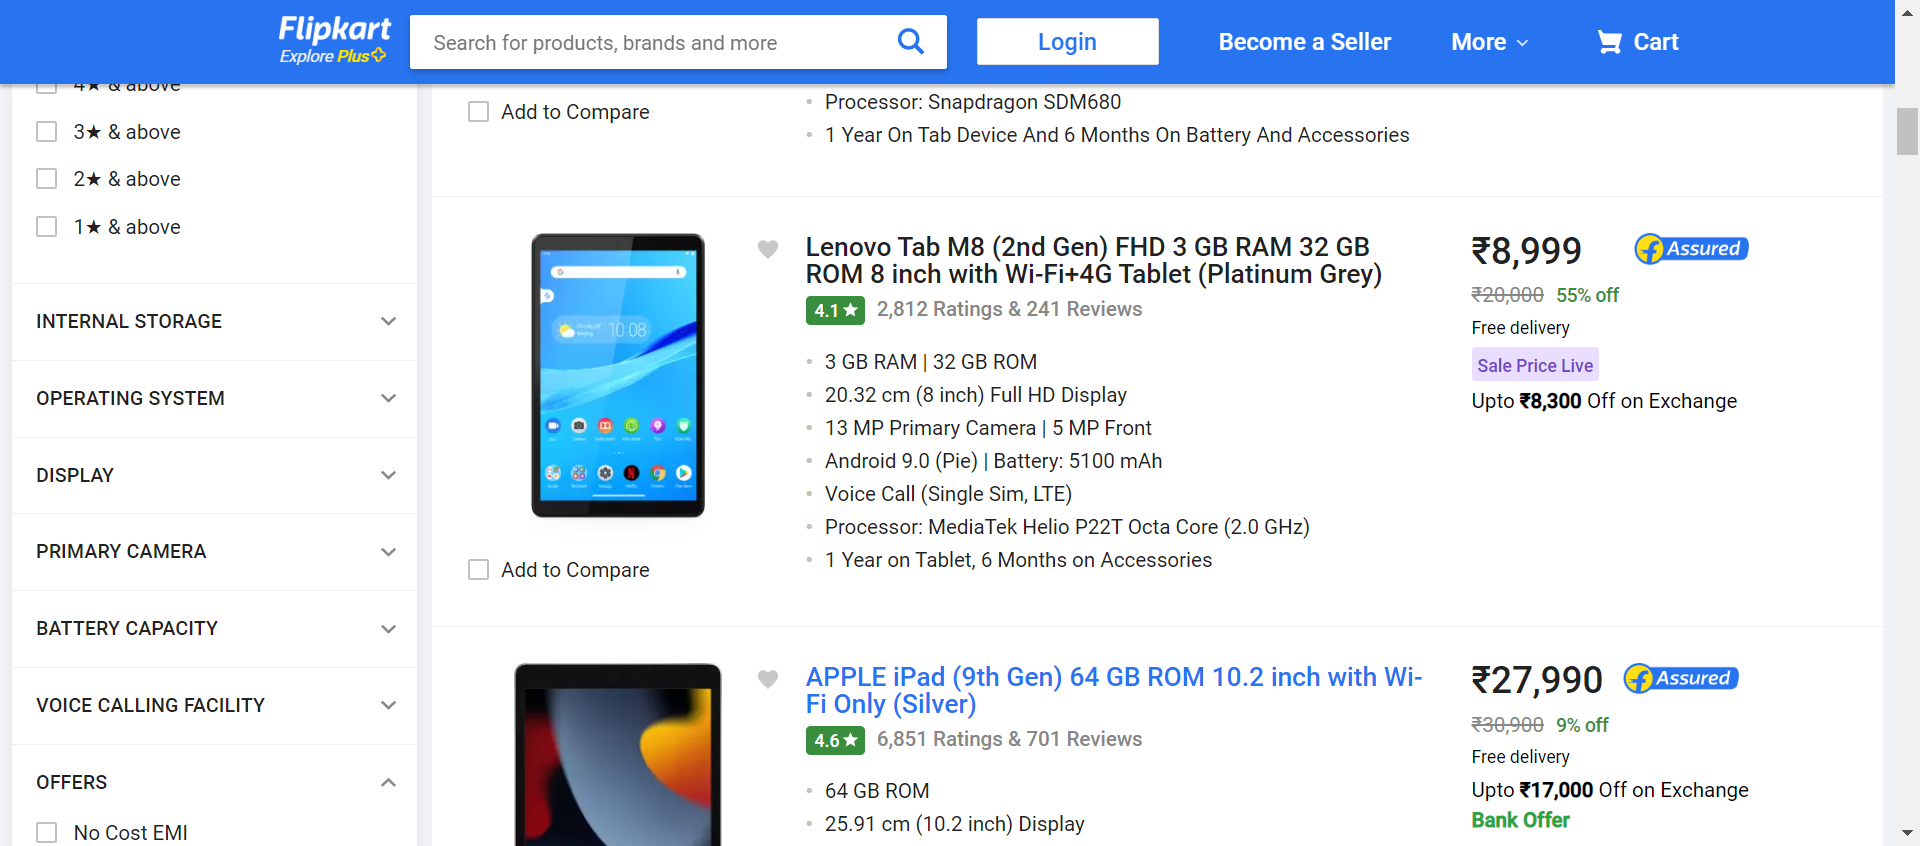 Flipkart
Explore Plus
Search for products, brands and more
Login
Become a Seller
More
Cart
4★ & above
3★ & above
2★ & above
1★ & above
INTERNAL STORAGE
OPERATING SYSTEM
DISPLAY
PRIMARY CAMERA
BATTERY CAPACITY
VOICE CALLING FACILITY
OFFERS
No Cost EMI
Add to Compare
Processor: Snapdragon SDM680
1 Year On Tab Device And 6 Months On Battery And Accessories
10:08
Add to Compare
Lenovo Tab M8 (2nd Gen) FHD 3 GB RAM 32 GB
ROM 8 inch with Wi-Fi+4G Tablet (Platinum Grey)
4.1★ 2,812 Ratings & 241 Reviews
3 GB RAM | 32 GB ROM
20.32 cm (8 inch) Full HD Display
13 MP Primary Camera | 5 MP Front
Android 9.0 (Pie) | Battery: 5100 mAh
Voice Call (Single Sim, LTE)
Processor: MediaTek Helio P22T Octa Core (2.0 GHz)
1 Year on Tablet, 6 Months on Accessories
₹8,999 Assured
₹20,000 55% off
Free delivery
Sale Price Live
Upto ₹8,300 Off on Exchange
APPLE iPad (9th Gen) 64 GB ROM 10.2 inch with Wi-
Fi Only (Silver)
4.6★ 6,851 Ratings & 701 Reviews
64 GB ROM
25.91 cm (10.2 inch) Display
₹27,990 Assured
₹30,900 9% off
Free delivery
Upto ₹17,000 Off on Exchange
Bank Offer